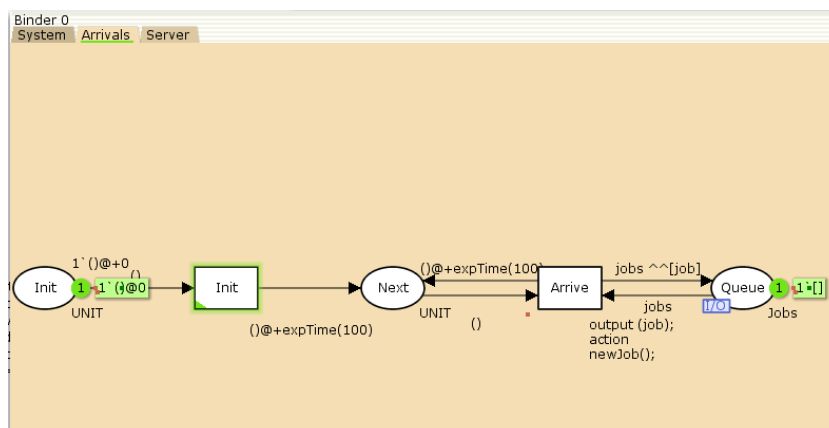 Binder 0
System Arrivals Server
1`()@+0
()
()@+expTime(100)
jobs ^^[job]
Init
1
1`()@0
Init
Next
Arrive
Queue
1
1`[]
UNIT
UNIT
()
jobs
I/O
Jobs
()@+expTime(100)
output (job);
action
newJob();